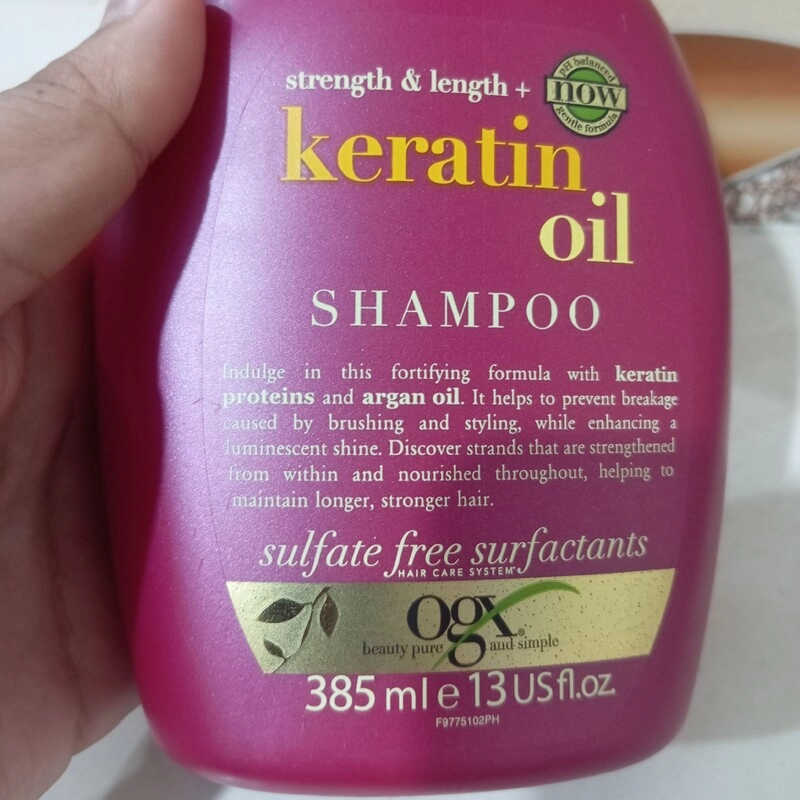 strength & length +
pH balanced
now
gentle formula
keratin
oil
SHAMPOO
Indulge in this fortifying formula with keratin
proteins and argan oil. It helps to prevent breakage
caused by brushing and styling, while enhancing a
luminescent shine. Discover strands that are strengthened
from within and nourished throughout, helping to
maintain longer, stronger hair.
sulfate free surfactants
HAIR CARE SYSTEM™
ogx®
beauty pure and simple
385 ml e 13 US fl.oz.
F9775102PH